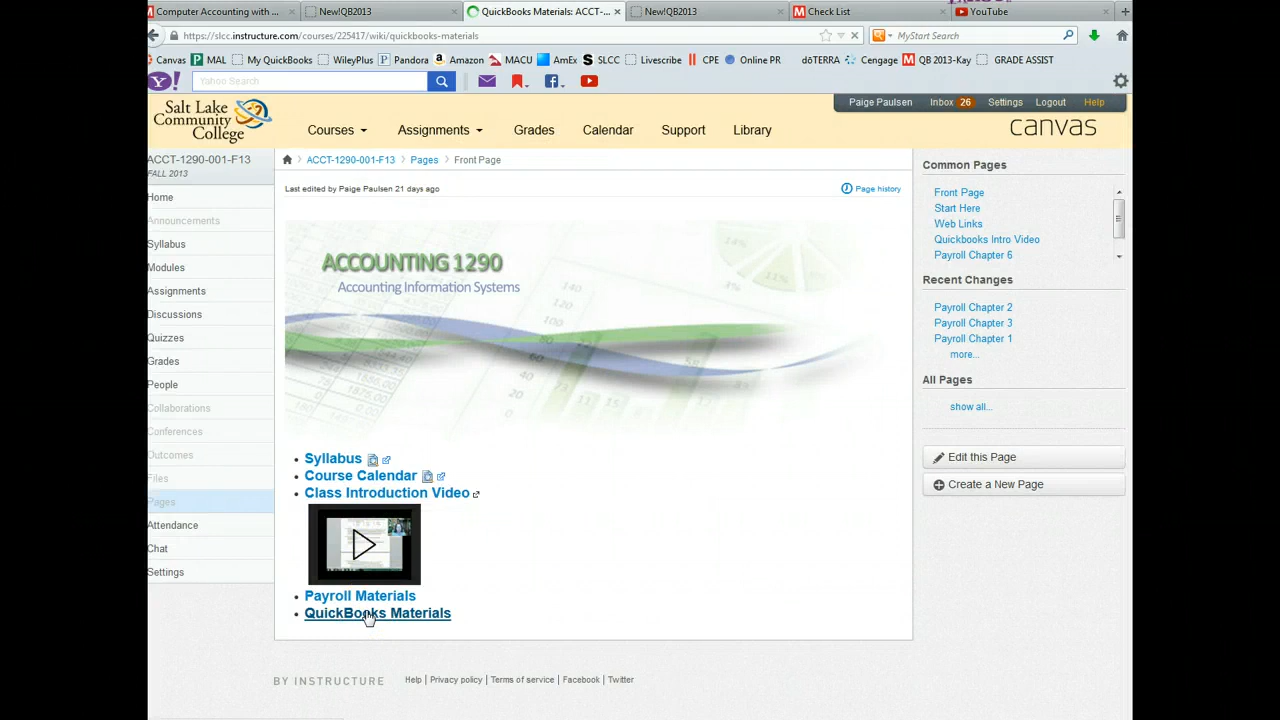 Computer Accounting with ... ×
New!QB2013 ×
QuickBooks Materials: ACCT-... ×
New!QB2013 ×
M Check List ×
YouTube ×
https://slcc.instructure.com/courses/225417/wiki/quickbooks-materials
MyStart Search
Canvas
MAL
My QuickBooks
WileyPlus
Pandora
Amazon
MACU
AmEx
SLCC
Livescribe
CPE
Online PR
dōTERRA
Cengage
QB 2013-Kay
GRADE ASSIST
Y!
Yahoo Search
Salt Lake
Community
College
Courses
Assignments
Grades
Calendar
Support
Library
Paige Paulsen
Inbox 26
Settings
Logout
Help
canvas
ACCT-1290-001-F13
FALL 2013
Home
Announcements
Syllabus
Modules
Assignments
Discussions
Quizzes
Grades
People
Collaborations
Conferences
Outcomes
Files
Pages
Attendance
Chat
Settings
ACCT-1290-001-F13
Pages
Front Page
Last edited by Paige Paulsen 21 days ago
Page history
ACCOUNTING 1290
Accounting Information Systems
Syllabus
Course Calendar
Class Introduction Video
Payroll Materials
QuickBooks Materials
Common Pages
Front Page
Start Here
Web Links
Quickbooks Intro Video
Payroll Chapter 6
Recent Changes
Payroll Chapter 2
Payroll Chapter 3
Payroll Chapter 1
more...
All Pages
show all...
Edit this Page
Create a New Page
BY INSTRUCTURE
Help | Privacy policy | Terms of service | Facebook | Twitter